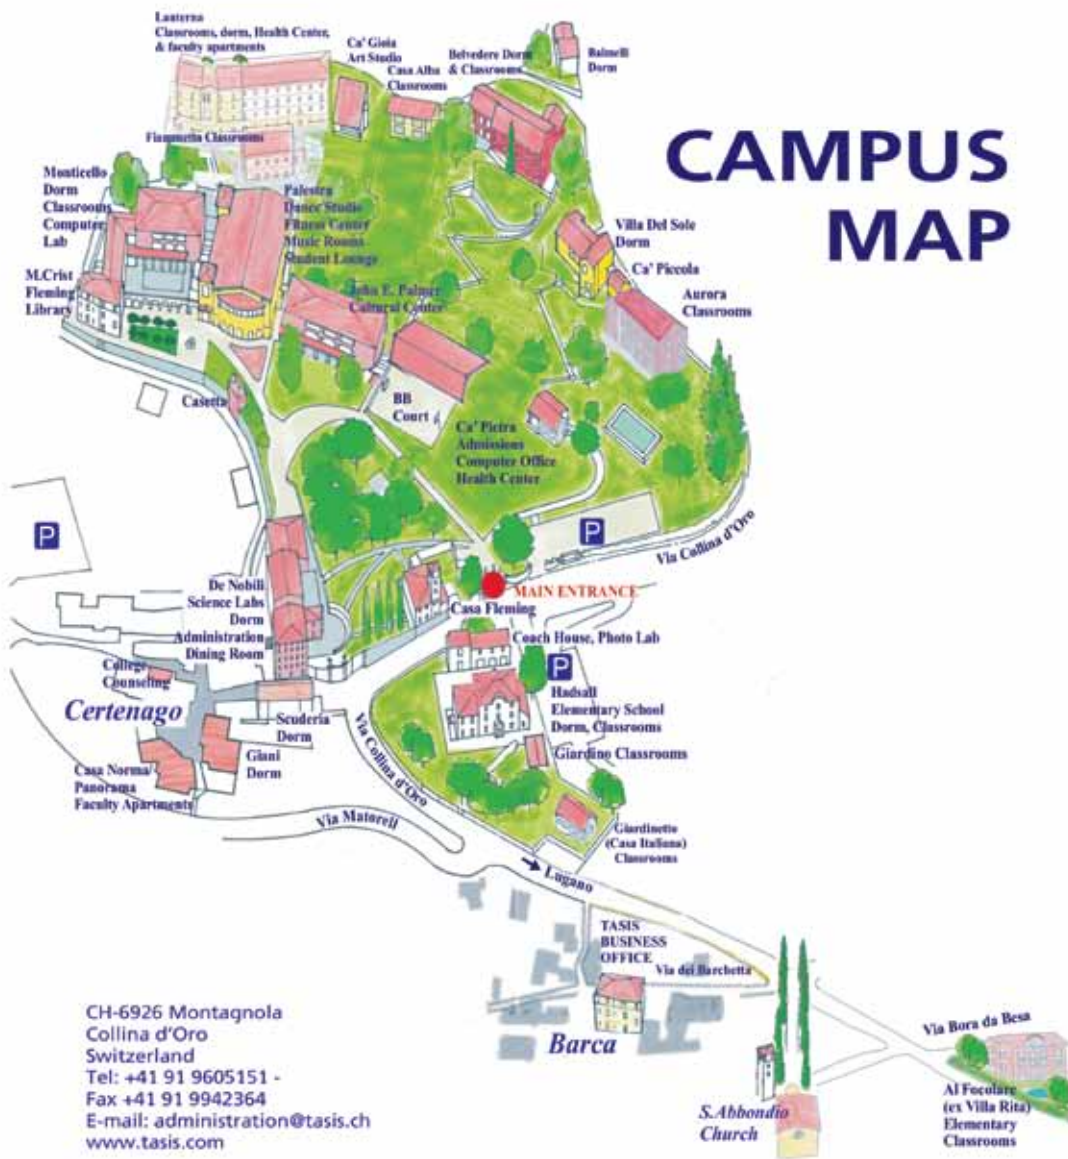 Lanterna
Classrooms, dorm, Health Center,
& faculty apartments
Ca' Gioia
Art Studio
Casa Alba
Classrooms
Belvedere Dorm
& Classrooms
Balmelli
Dorm
CAMPUS
MAP
Fiammetta Classrooms
Monticello
Dorm
Classrooms
Computer
Lab
Palestra
Dance Studio
Fitness Center
Music Rooms
Student Lounge
Villa Del Sole
Dorm
Ca' Piccola
Aurora
Classrooms
M.Crist
Fleming
Library
John E. Palmer
Cultural Center
Casetta
BB
Court
Ca' Pietra
Admissions
Computer Office
Health Center
P
P
Via Collina d'Oro
MAIN ENTRANCE
De Nobili
Science Labs
Dorm
Administration
Dining Room
Casa Fleming
Coach House, Photo Lab
P
Hadsall
Elementary School
Dorm, Classrooms
College
Counseling
Certenago
Scuderia
Dorm
Giani
Dorm
Casa Norma/
Panorama
Faculty Apartments
Via Collina d'Oro
Giardino Classrooms
Via Matorell
Giardinetto
(Casa Italiana)
Classrooms
Lugano
TASIS
BUSINESS
OFFICE
Via dei Barchetta
Barca
Via Bora da Besa
S.Abbondio
Church
Al Focolare
(ex Villa Rita)
Elementary
Classrooms
CH-6926 Montagnola
Collina d'Oro
Switzerland
Tel: +41 91 9605151 -
Fax +41 91 9942364
E-mail: administration@tasis.ch
www.tasis.com